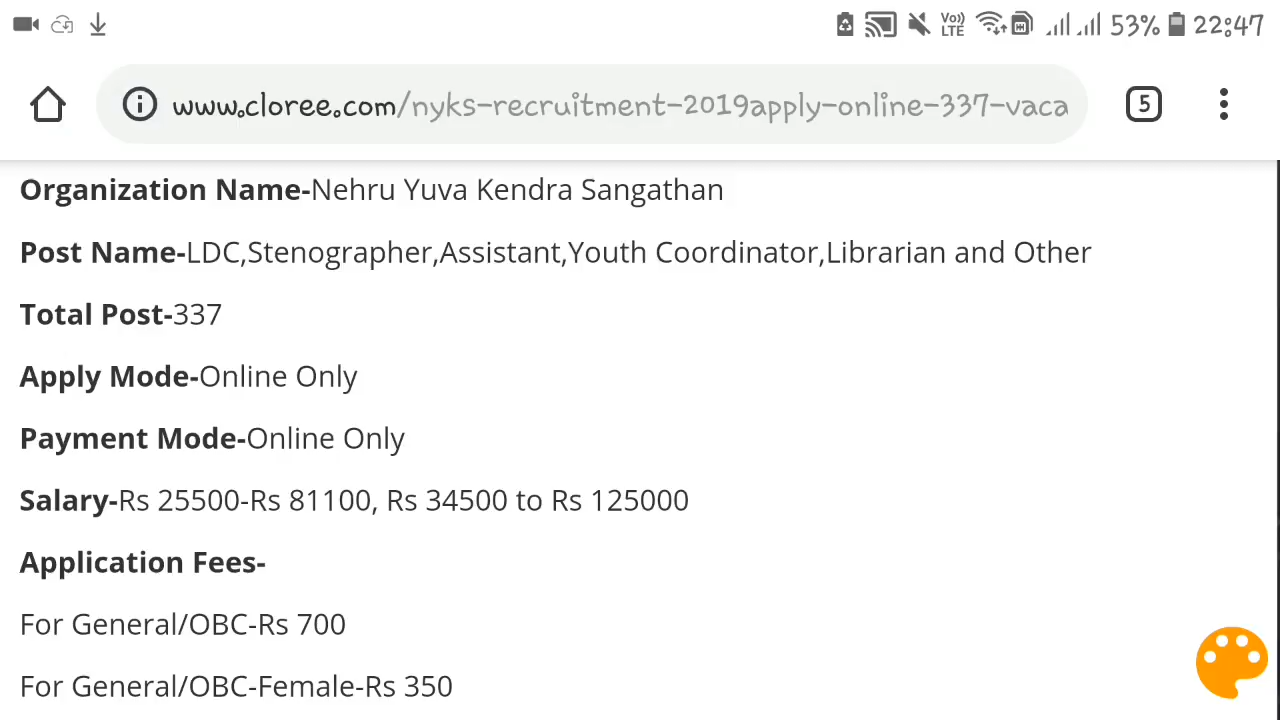 Vo))
LTE
53%
22:47
www.cloree.com/nyks-recruitment-2019apply-online-337-vaca
5
Organization Name-Nehru Yuva Kendra Sangathan
Post Name-LDC,Stenographer,Assistant,Youth Coordinator,Librarian and Other
Total Post-337
Apply Mode-Online Only
Payment Mode-Online Only
Salary-Rs 25500-Rs 81100, Rs 34500 to Rs 125000
Application Fees-
For General/OBC-Rs 700
For General/OBC-Female-Rs 350